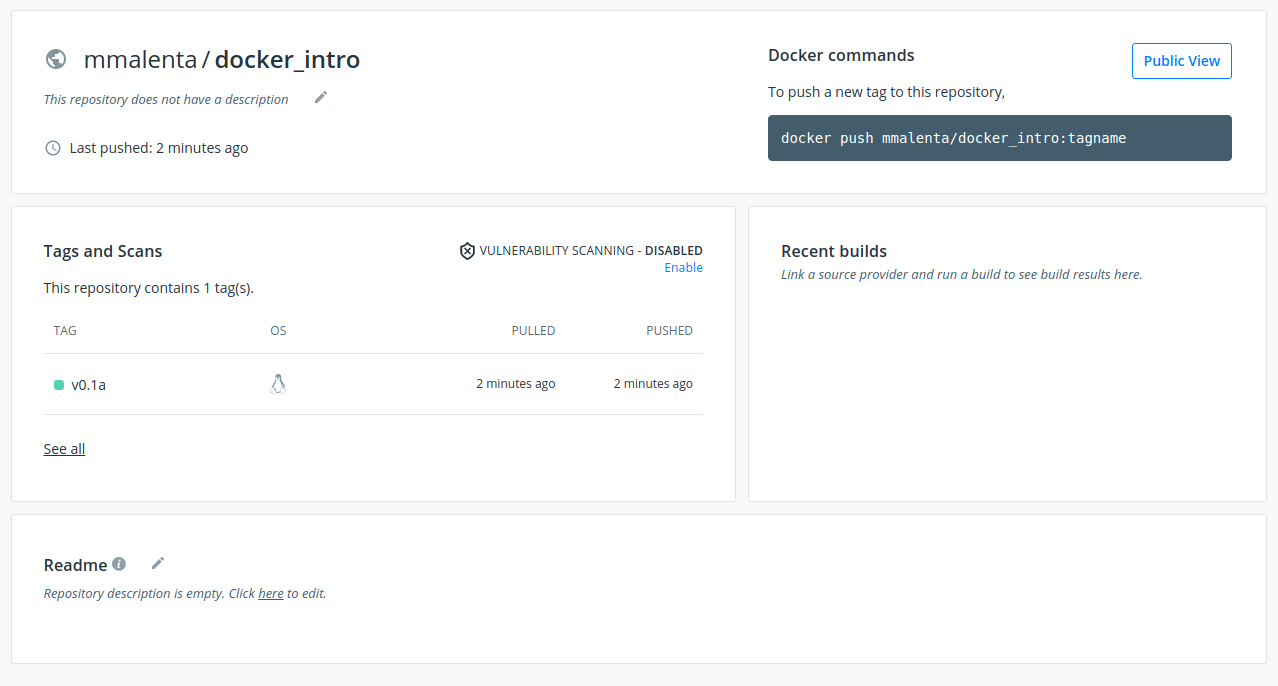 mmalenta / docker_intro
This repository does not have a description
Last pushed: 2 minutes ago
Docker commands
Public View
To push a new tag to this repository,
docker push mmalenta/docker_intro:tagname
Tags and Scans
VULNERABILITY SCANNING - DISABLED
Enable
This repository contains 1 tag(s).
TAG OS PULLED PUSHED
v0.1a 2 minutes ago 2 minutes ago
See all
Recent builds
Link a source provider and run a build to see build results here.
Readme
Repository description is empty. Click here to edit.